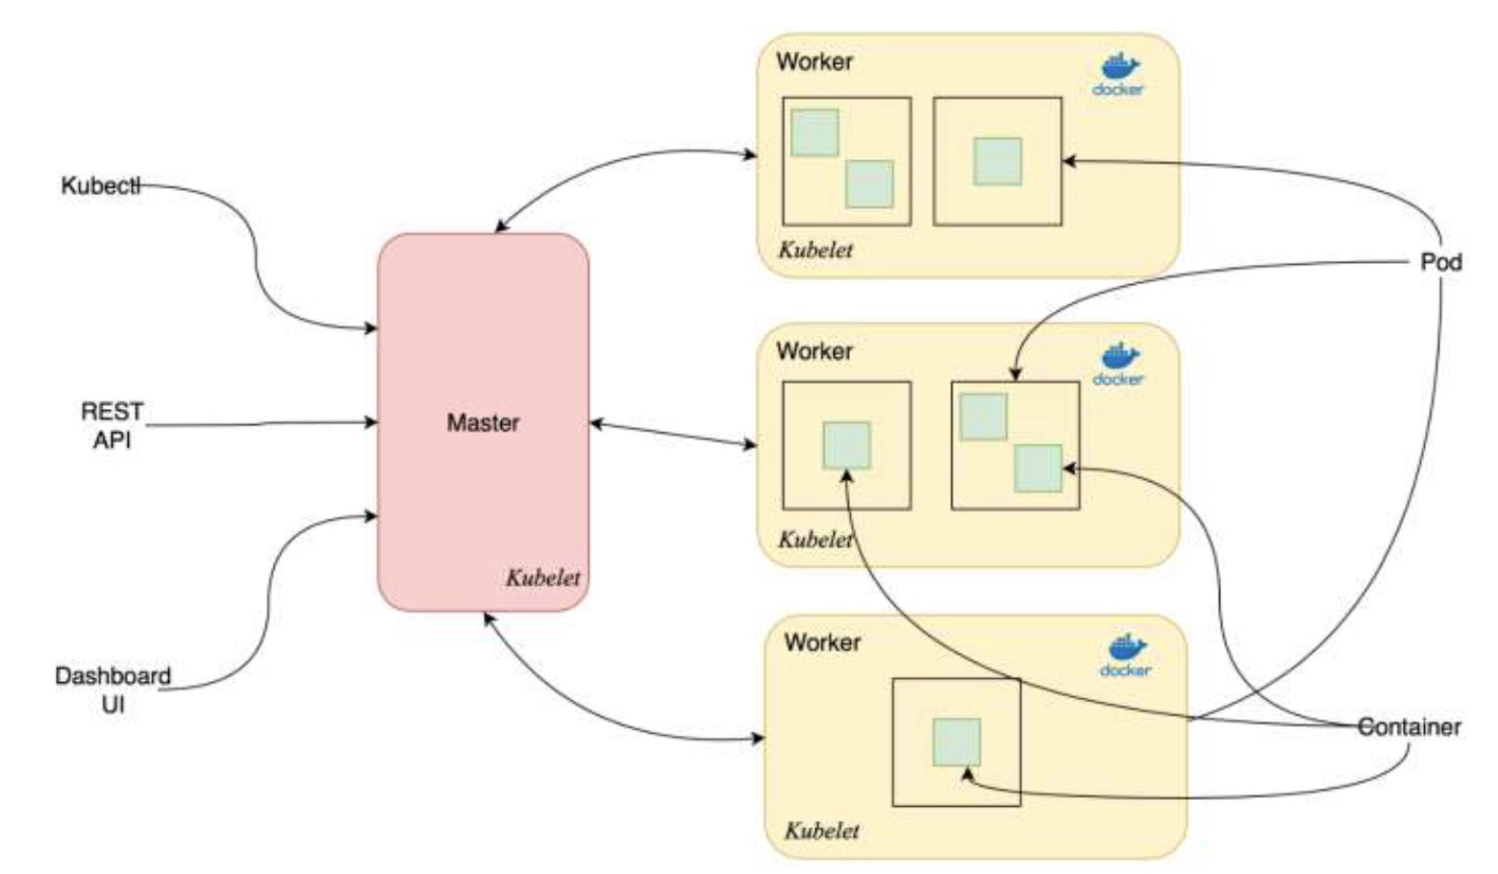 Kubectl
REST
API
Dashboard
UI
Master
Kubelet
Worker
docker
Kubelet
Worker
docker
Kubelet
Worker
docker
Kubelet
Pod
Container